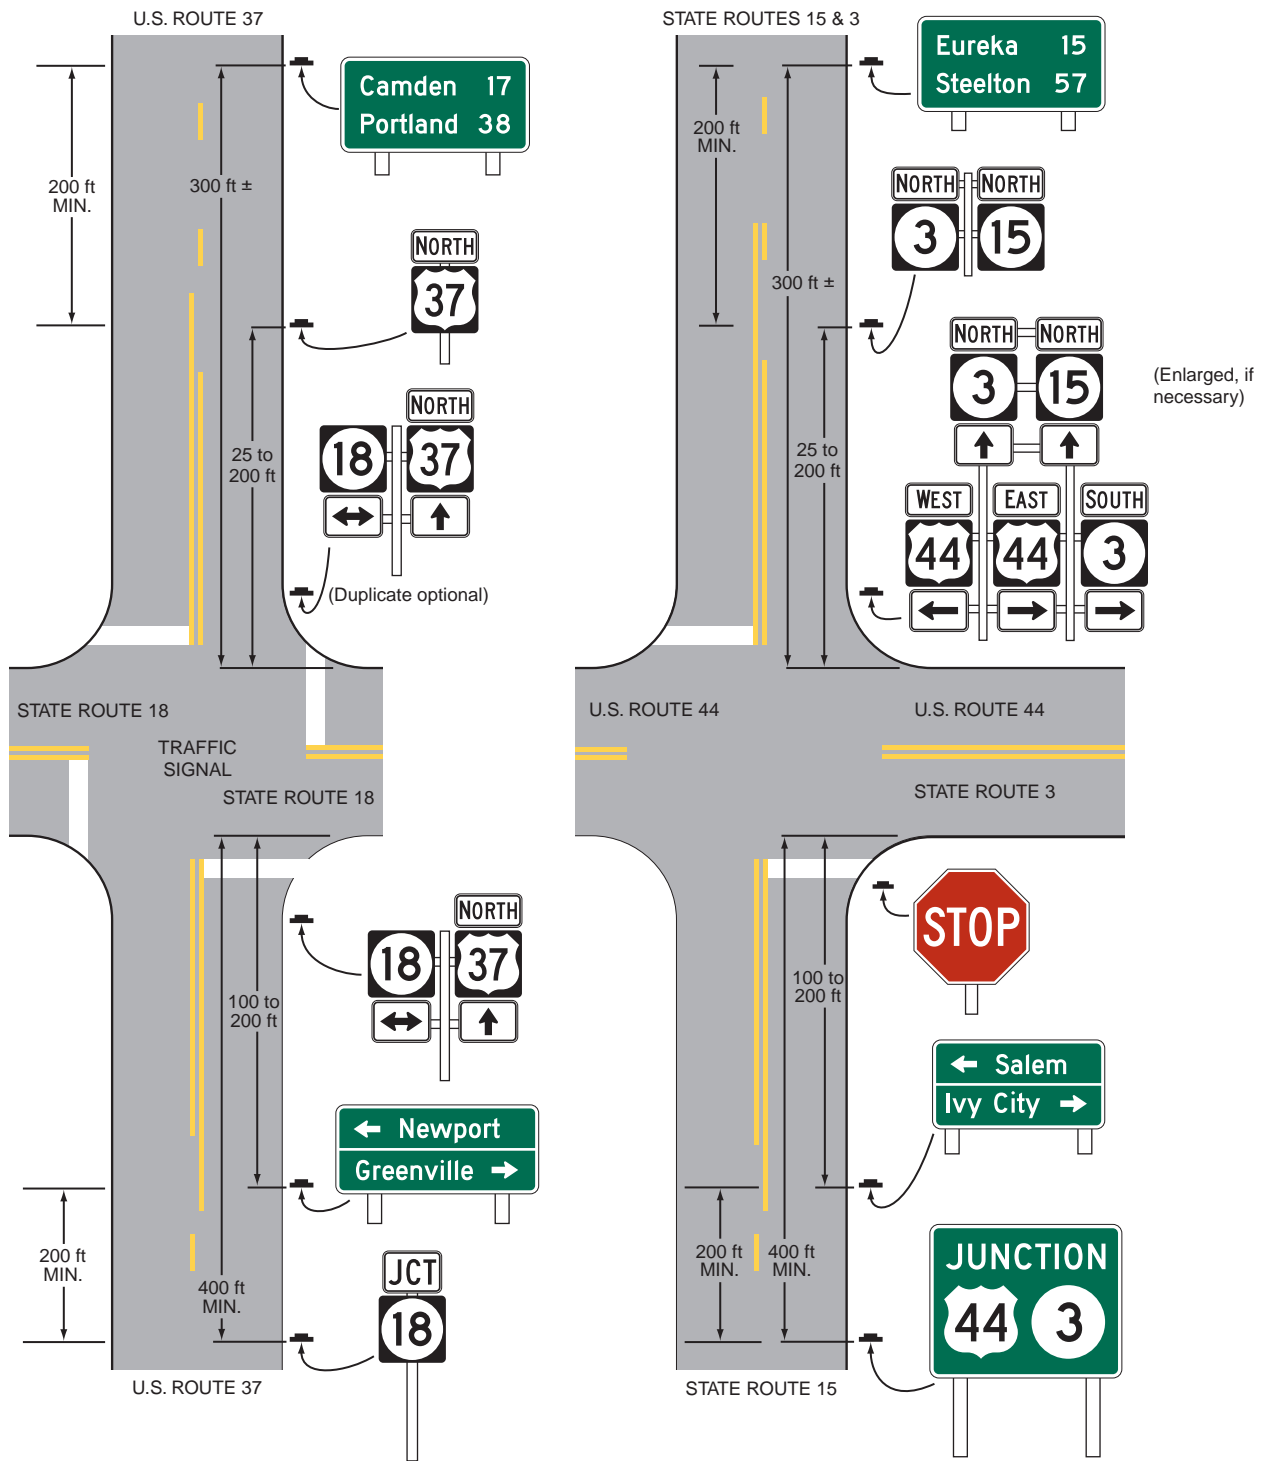 U.S. ROUTE 37
Camden 17
Portland 38
200 ft
MIN.
300 ft ±
NORTH
37
25 to
200 ft
NORTH
18 37
(Duplicate optional)
STATE ROUTE 18
TRAFFIC
SIGNAL
STATE ROUTE 18
NORTH
18 37
100 to
200 ft
Newport
Greenville
200 ft
MIN.
400 ft
MIN.
JCT
18
U.S. ROUTE 37
STATE ROUTES 15 & 3
Eureka 15
Steelton 57
200 ft
MIN.
NORTH NORTH
3 15
300 ft ±
NORTH NORTH
3 15
(Enlarged, if
necessary)
25 to
200 ft
WEST EAST SOUTH
44 44 3
U.S. ROUTE 44
U.S. ROUTE 44
STATE ROUTE 3
STOP
100 to
200 ft
Salem
Ivy City
200 ft
MIN.
400 ft
MIN.
JUNCTION
44 3
STATE ROUTE 15